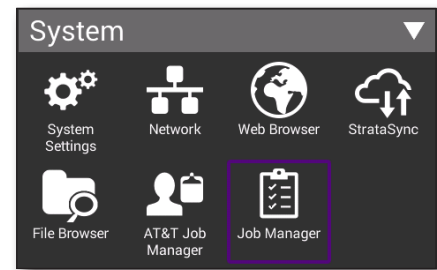 System
System
Settings
Network
Web Browser
StrataSync
File Browser
AT&T Job
Manager
Job Manager